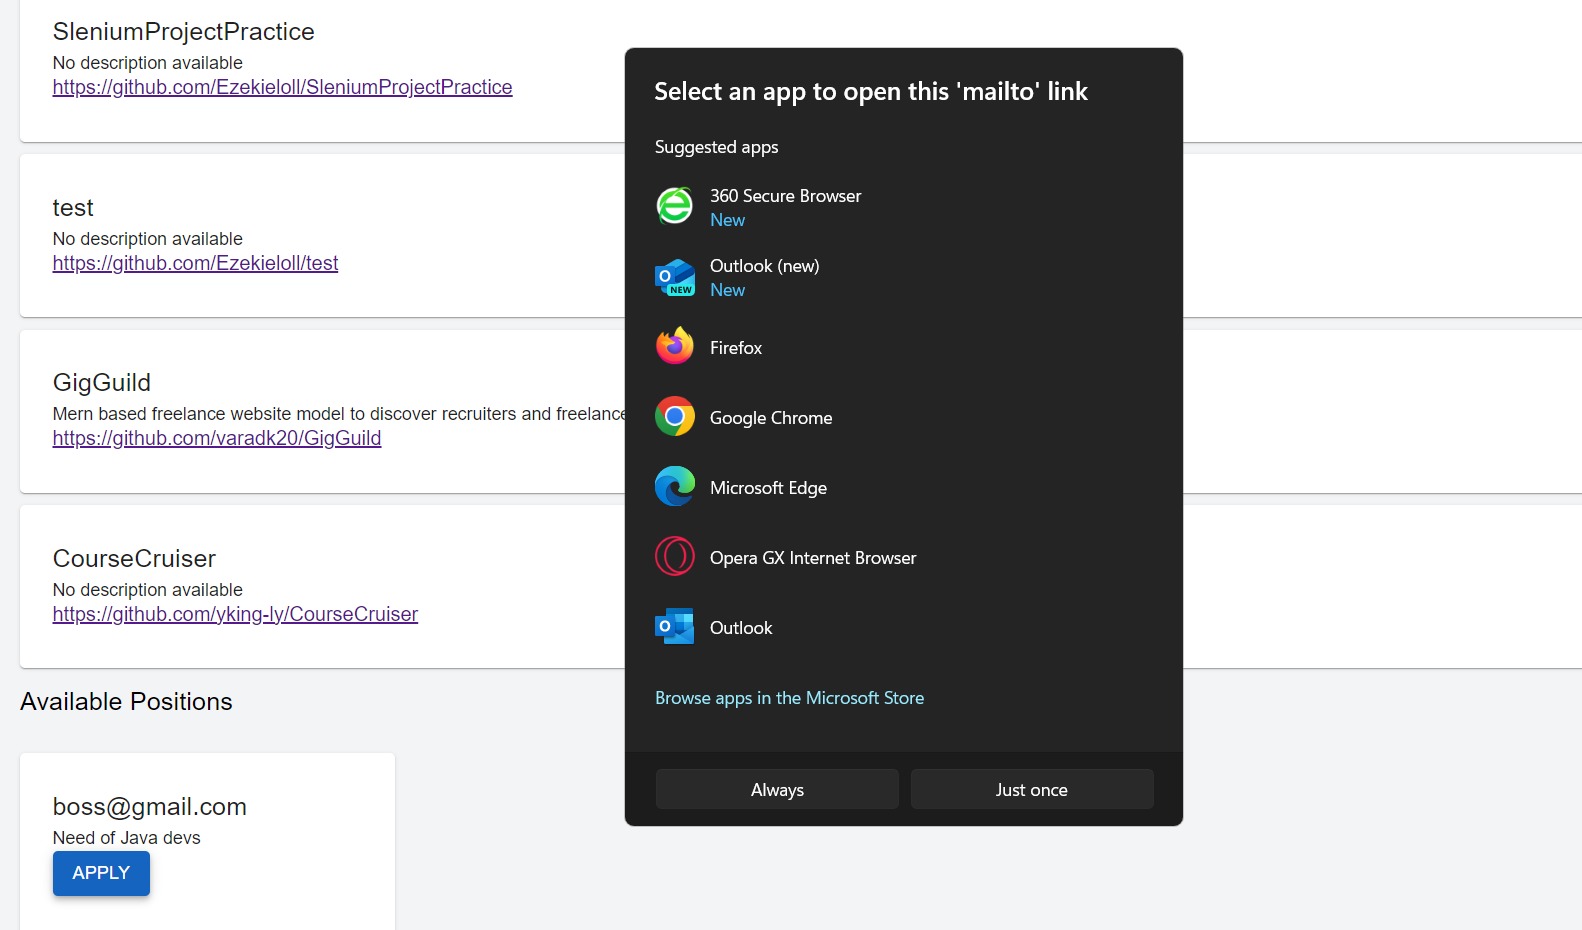 SleniumProjectPractice
No description available
https://github.com/Ezekieloll/SleniumProjectPractice
test
No description available
https://github.com/Ezekieloll/test
GigGuild
Mern based freelance website model to discover recruiters and freelance
https://github.com/varadk20/GigGuild
CourseCruiser
No description available
https://github.com/yking-ly/CourseCruiser
Available Positions
boss@gmail.com
Need of Java devs
APPLY
Select an app to open this 'mailto' link
Suggested apps
360 Secure Browser
New
Outlook (new)
New
NEW
Firefox
Google Chrome
Microsoft Edge
Opera GX Internet Browser
Outlook
Browse apps in the Microsoft Store
Always
Just once